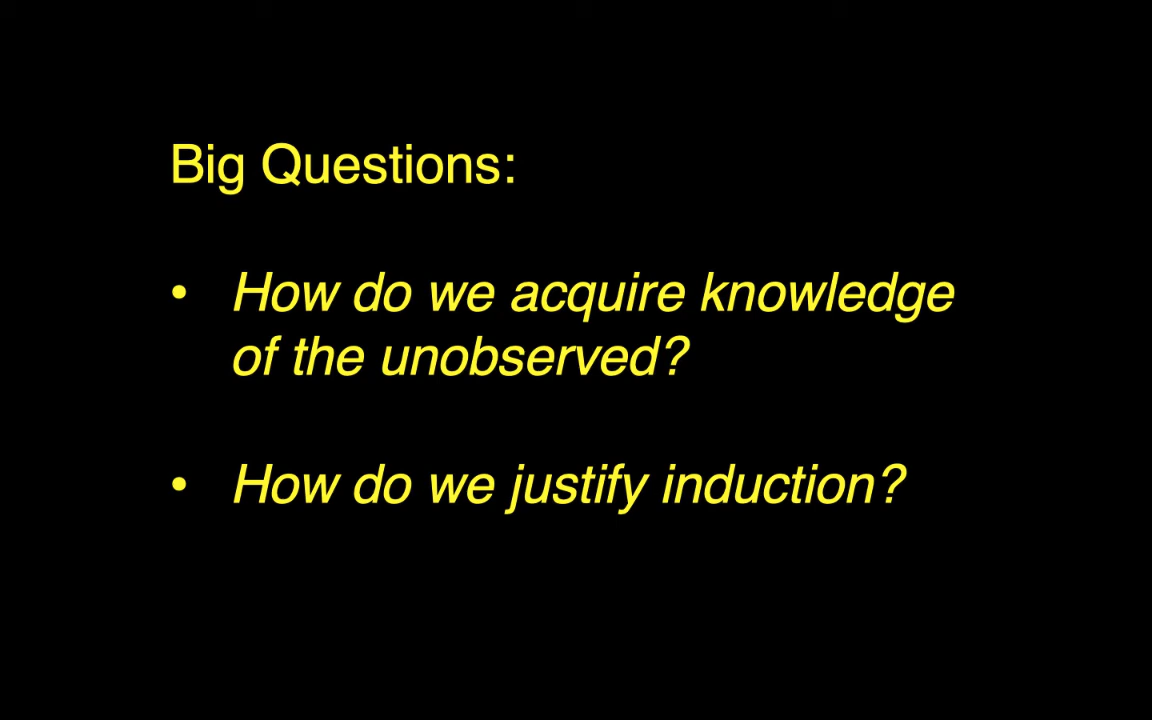 Big Questions:
• How do we acquire knowledge
of the unobserved?
• How do we justify induction?